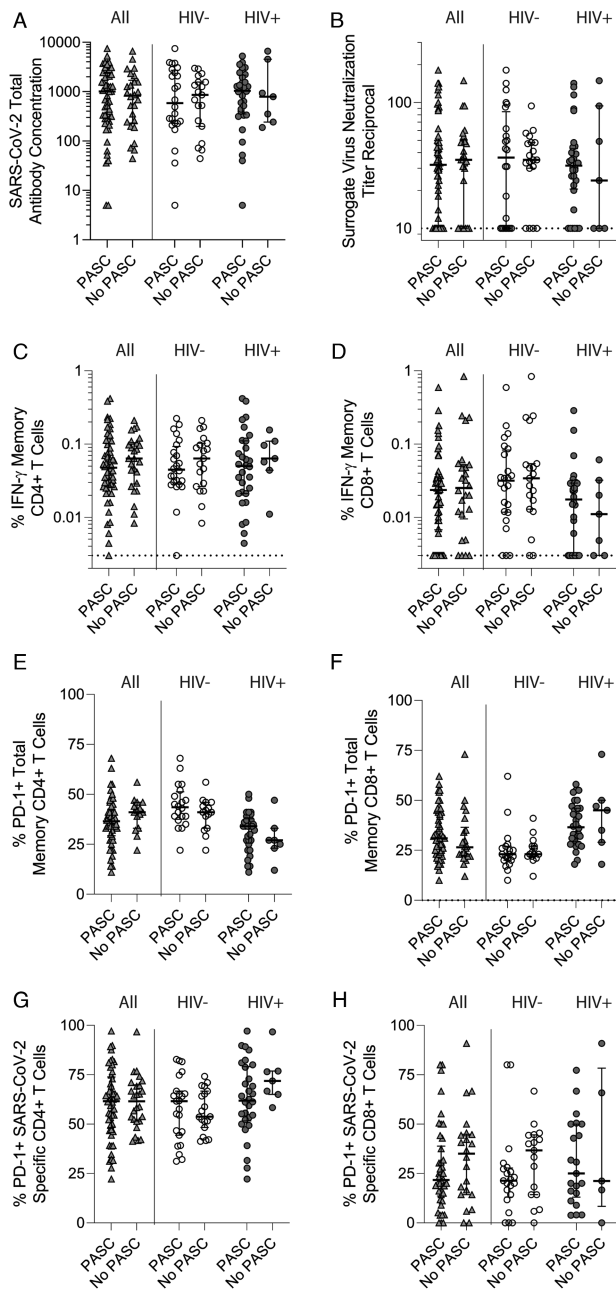 A
All HIV- HIV+
SARS-CoV-2 Total
Antibody Concentration
10000
1000
100
10
1
PASC No PASC PASC No PASC PASC No PASC
B
All HIV- HIV+
Surrogate Virus Neutralization
Titer Reciprocal
100
10
PASC No PASC PASC No PASC PASC No PASC
C
All HIV- HIV+
% IFN-γ Memory
CD4+ T Cells
1
0.1
0.01
PASC No PASC PASC No PASC PASC No PASC
D
All HIV- HIV+
% IFN-γ Memory
CD8+ T Cells
1
0.1
0.01
PASC No PASC PASC No PASC PASC No PASC
E
All HIV- HIV+
% PD-1+ Total
Memory CD4+ T Cells
100
75
50
25
0
PASC No PASC PASC No PASC PASC No PASC
F
All HIV- HIV+
% PD-1+ Total
Memory CD8+ T Cells
100
75
50
25
0
PASC No PASC PASC No PASC PASC No PASC
G
All HIV- HIV+
% PD-1+ SARS-CoV-2
Specific CD4+ T Cells
100
75
50
25
0
PASC No PASC PASC No PASC PASC No PASC
H
All HIV- HIV+
% PD-1+ SARS-CoV-2
Specific CD8+ T Cells
100
75
50
25
0
PASC No PASC PASC No PASC PASC No PASC